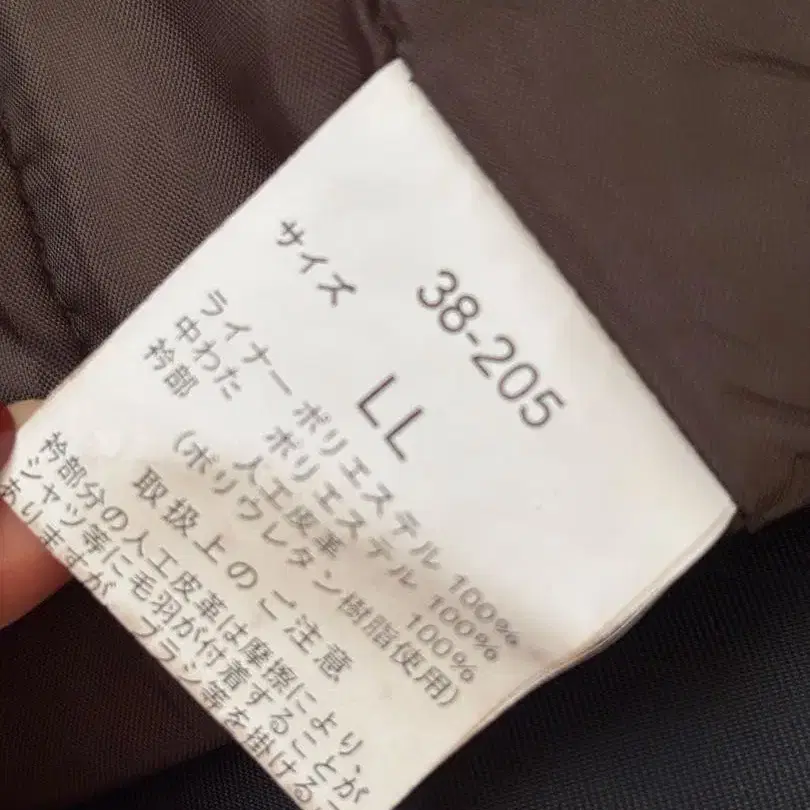 38-205
サイズ LL
ライナー ポリエステル 100%
中わた ポリエステル 100%
衿部 人工皮革 100%
(ポリウレタン樹脂使用)
取扱上のご注意
衿部分の人工皮革は摩擦により、
シャツ等に毛羽が付着することが
ありますが、ブラシ等を掛ける